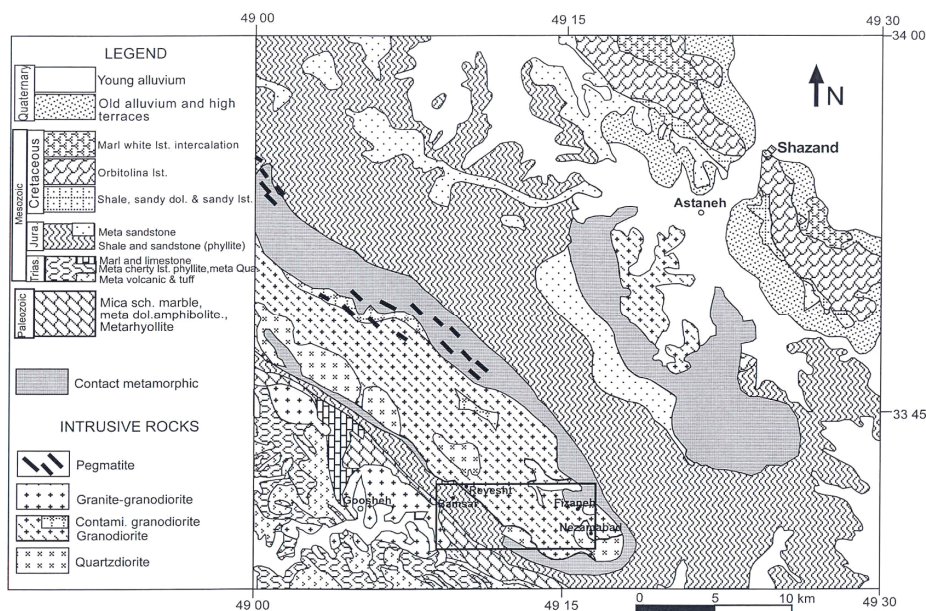 49 00
49 15
49 30
34 00
LEGEND
Quaternary
Young alluvium
Old alluvium and high
terraces
Mesozoic
Cretaceous
Marl white lst. intercalation
Orbitolina lst.
Shale, sandy dol. & sandy lst.
Jura.
Meta sandstone
Shale and sandstone (phyllite)
Trias.
Marl and limestone
Meta cherty lst. phyllite,meta Qua
Meta volcanic & tuff
Paleozoic
Mica sch. marble,
meta dol.amphibolite.,
Metarhyollite
Contact metamorphic
INTRUSIVE ROCKS
Pegmatite
Granite-granodiorite
Contami. granodiorite
Granodiorite
Quartzdiorite
N
Shazand
Astaneh
33 45
Goosheh
Revesht
Bamsar
Fizaneh
Nezamabad
49 00
49 15
49 30
0
5
10 km